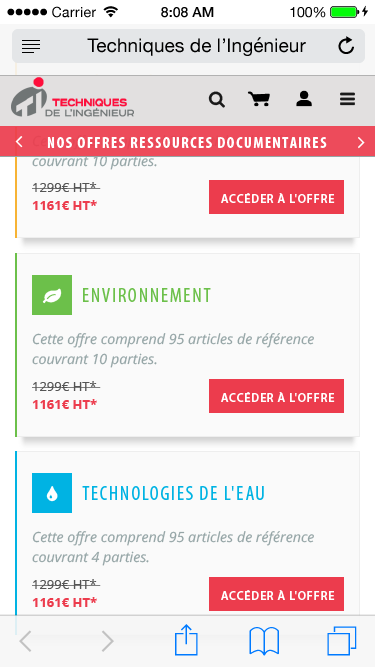 Carrier 8:08 AM 100%
Techniques de l'Ingénieur
TECHNIQUES
DE L'INGÉNIEUR
NOS OFFRES RESSOURCES DOCUMENTAIRES
couvrant 10 parties.
1299€ HT*
1161€ HT*
ACCÉDER À L'OFFRE
ENVIRONNEMENT
Cette offre comprend 95 articles de référence
couvrant 10 parties.
1299€ HT*
1161€ HT*
ACCÉDER À L'OFFRE
TECHNOLOGIES DE L'EAU
Cette offre comprend 95 articles de référence
couvrant 4 parties.
1299€ HT*
1161€ HT*
ACCÉDER À L'OFFRE